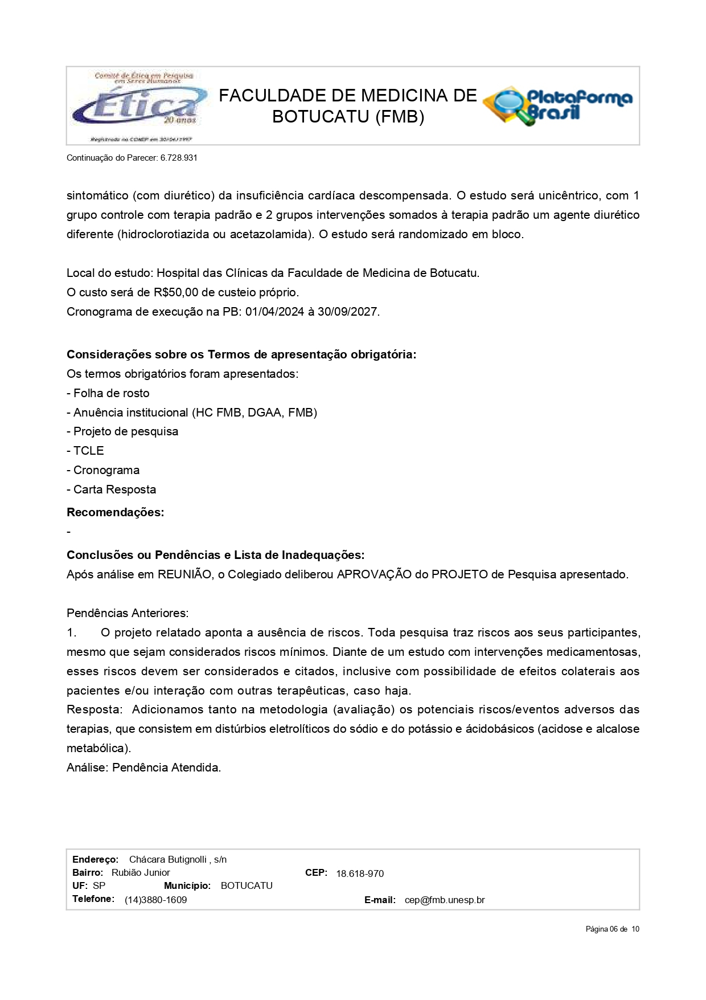 Comitê de Ética em Pesquisa
em Seres Humanos
Ética
20 anos
Registrado na CONEP em 30/04/1997
FACULDADE DE MEDICINA DE
BOTUCATU (FMB)
Plataforma
Brasil
Continuação do Parecer: 6.728.931
sintomático (com diurético) da insuficiência cardíaca descompensada. O estudo será unicêntrico, com 1
grupo controle com terapia padrão e 2 grupos intervenções somados à terapia padrão um agente diurético
diferente (hidroclorotiazida ou acetazolamida). O estudo será randomizado em bloco.
Local do estudo: Hospital das Clínicas da Faculdade de Medicina de Botucatu.
O custo será de R$50,00 de custeio próprio.
Cronograma de execução na PB: 01/04/2024 à 30/09/2027.
Considerações sobre os Termos de apresentação obrigatória:
Os termos obrigatórios foram apresentados:
- Folha de rosto
- Anuência institucional (HC FMB, DGAA, FMB)
- Projeto de pesquisa
- TCLE
- Cronograma
- Carta Resposta
Recomendações:
-
Conclusões ou Pendências e Lista de Inadequações:
Após análise em REUNIÃO, o Colegiado deliberou APROVAÇÃO do PROJETO de Pesquisa apresentado.
Pendências Anteriores:
1. O projeto relatado aponta a ausência de riscos. Toda pesquisa traz riscos aos seus participantes,
mesmo que sejam considerados riscos mínimos. Diante de um estudo com intervenções medicamentosas,
esses riscos devem ser considerados e citados, inclusive com possibilidade de efeitos colaterais aos
pacientes e/ou interação com outras terapêuticas, caso haja.
Resposta: Adicionamos tanto na metodologia (avaliação) os potenciais riscos/eventos adversos das
terapias, que consistem em distúrbios eletrolíticos do sódio e do potássio e ácidobásicos (acidose e alcalose
metabólica).
Análise: Pendência Atendida.
Endereço: Chácara Butignolli , s/n
Bairro: Rubião Junior CEP: 18.618-970
UF: SP Município: BOTUCATU
Telefone: (14)3880-1609 E-mail: cep@fmb.unesp.br
Página 06 de 10